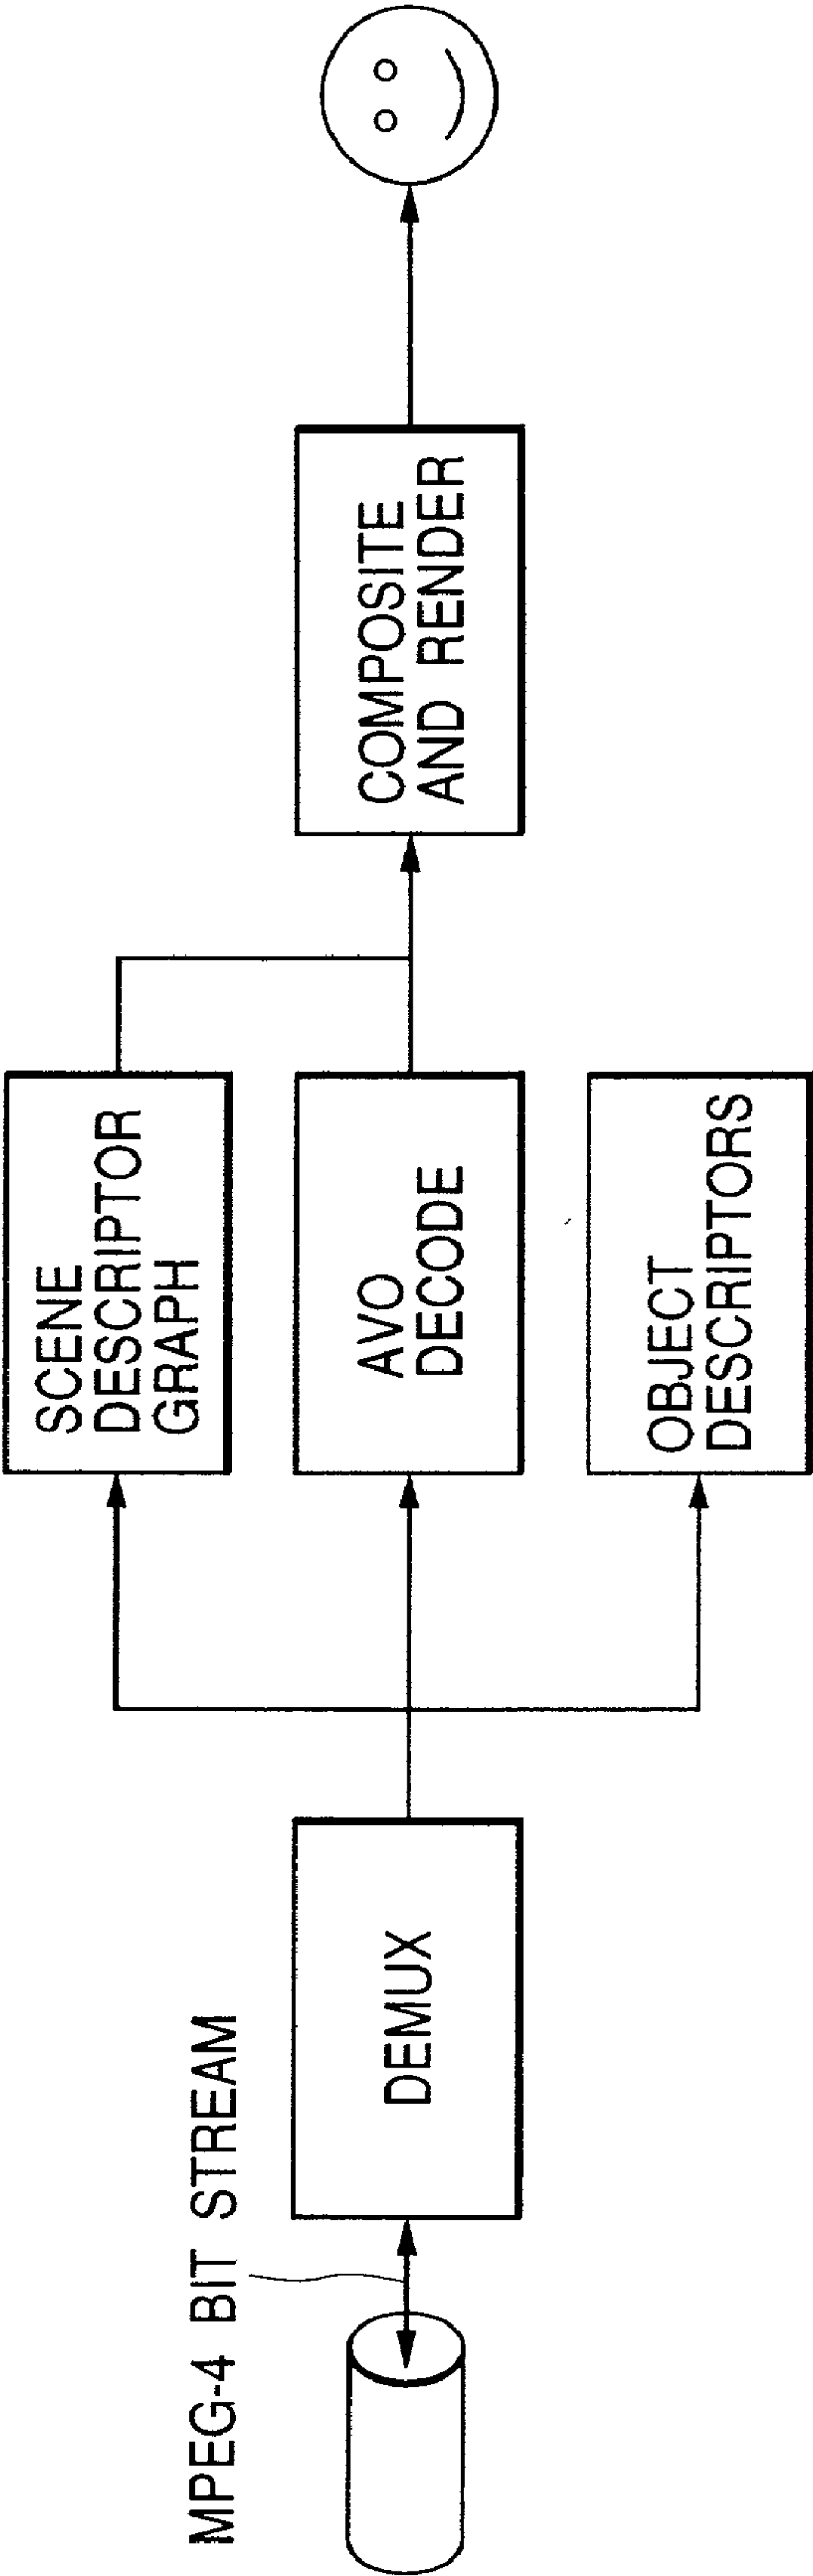 MPEG-4 BIT STREAM
DEMUX
SCENE
DESCRIPTOR
GRAPH
AVO
DECODE
OBJECT
DESCRIPTORS
COMPOSITE
AND RENDER